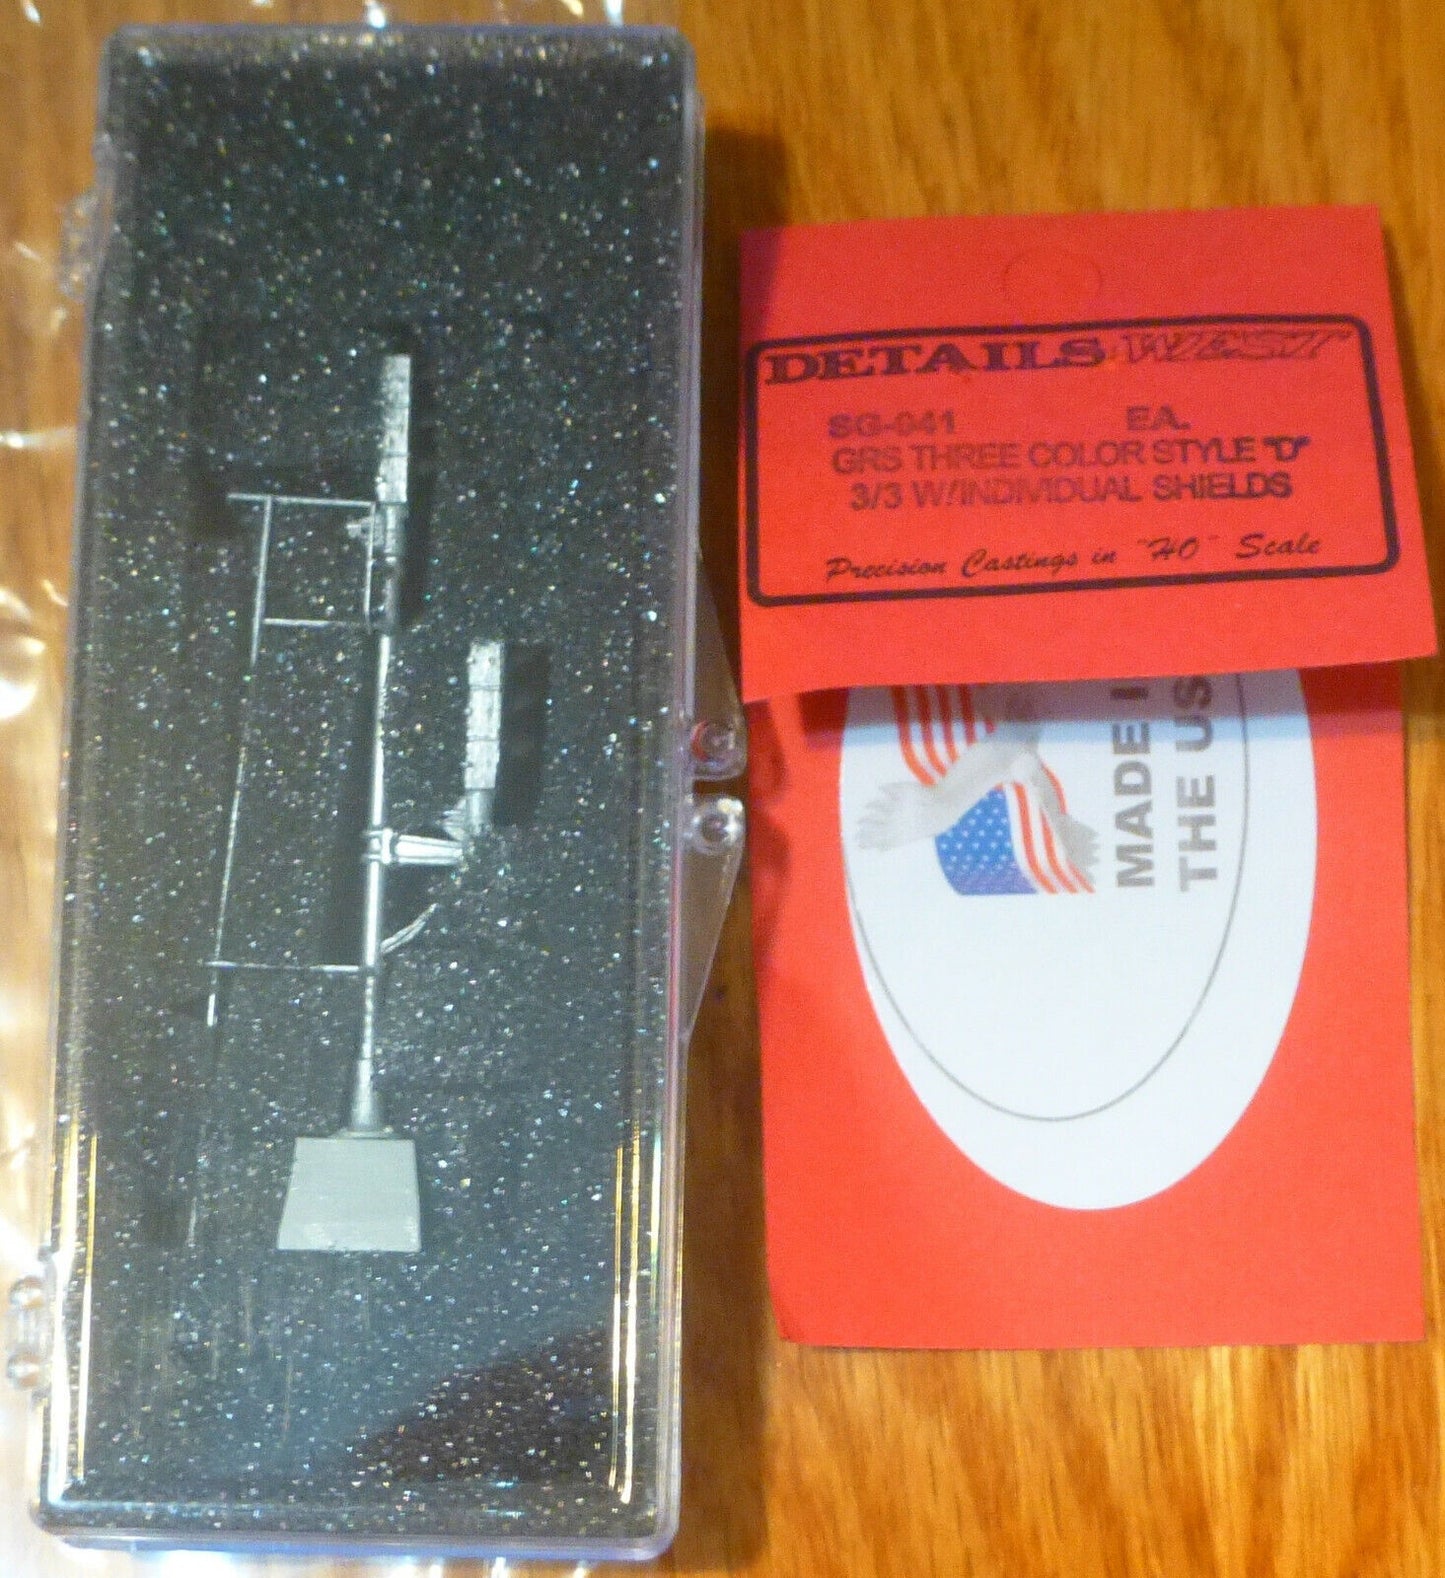 DETAILS WEST
SG-041 EA.
GRS THREE COLOR STYLE "D"
3/3 W/INDIVIDUAL SHIELDS
Precision Castings in "HO" Scale
MADE
THE US